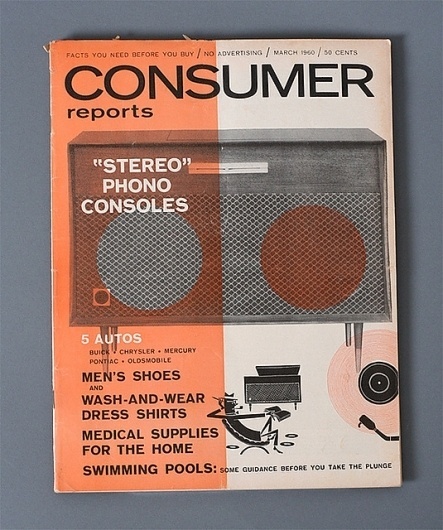 FACTS YOU NEED BEFORE YOU BUY / NO ADVERTISING / MARCH 1960 / 50 CENTS
CONSUMER
reports
"STEREO"
PHONO
CONSOLES
5 AUTOS
BUICK • CHRYSLER • MERCURY
PONTIAC • OLDSMOBILE
MEN'S SHOES
AND
WASH-AND-WEAR
DRESS SHIRTS
MEDICAL SUPPLIES
FOR THE HOME
SWIMMING POOLS: SOME GUIDANCE BEFORE YOU TAKE THE PLUNGE